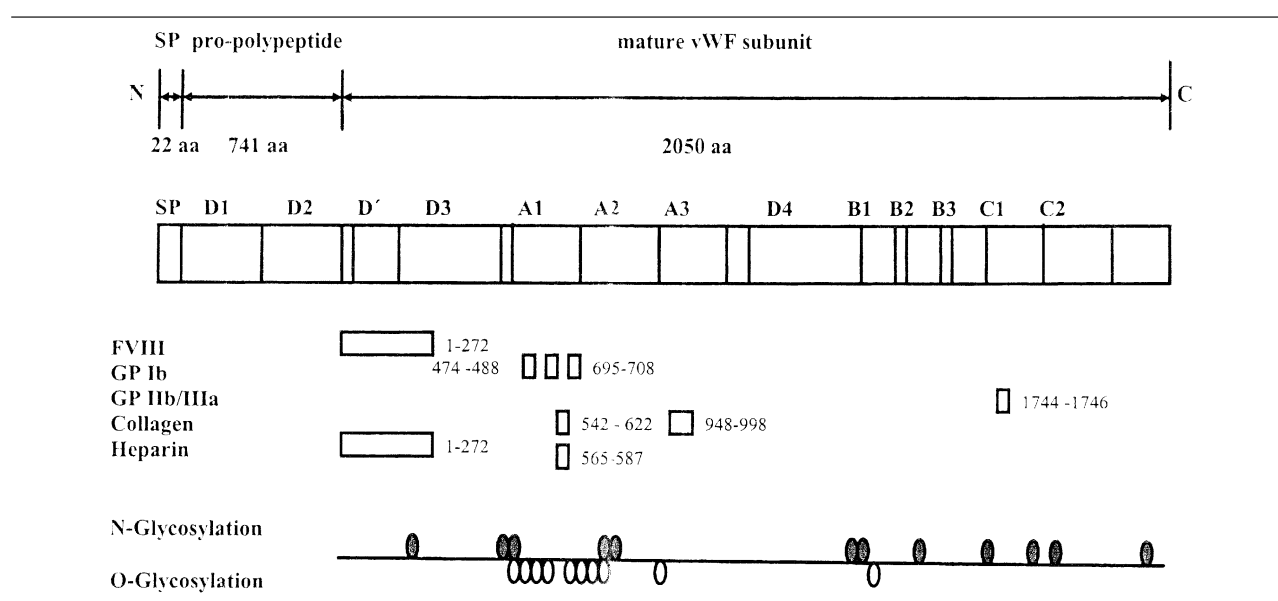 SP pro-polypeptide mature vWF subunit
N C
22 aa 741 aa 2050 aa
SP D1 D2 D´ D3 A1 A2 A3 D4 B1 B2 B3 C1 C2
FVIII 1-272
GP Ib 474 -488 695-708
GP IIb/IIIa 1744 -1746
Collagen 542 - 622 948-998
Heparin 1-272 565-587
N-Glycosylation
O-Glycosylation